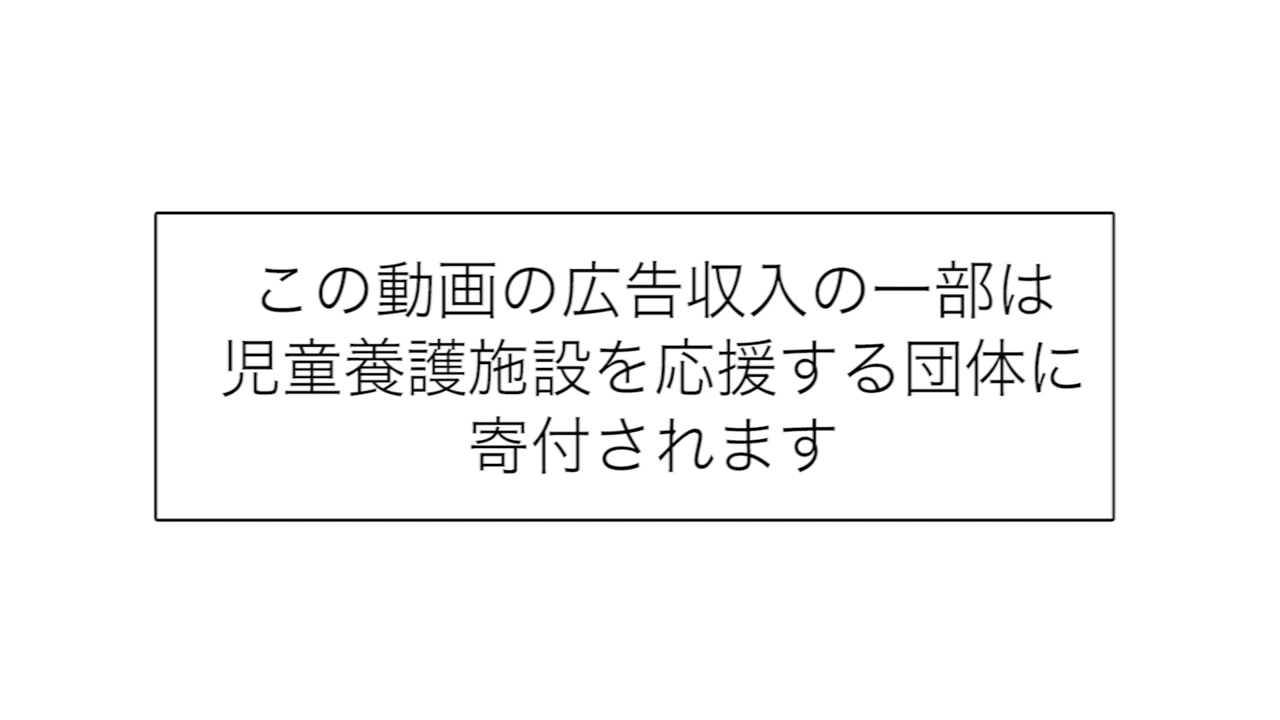 この動画の広告収入の一部は
児童養護施設を応援する団体に
寄付されます